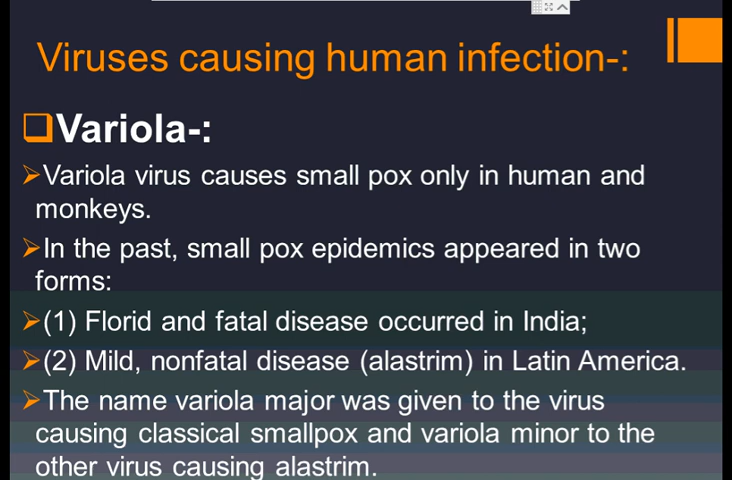 Viruses causing human infection-:
❑Variola-:
➢Variola virus causes small pox only in human and
monkeys.
➢In the past, small pox epidemics appeared in two
forms:
➢(1) Florid and fatal disease occurred in India;
➢(2) Mild, nonfatal disease (alastrim) in Latin America.
➢The name variola major was given to the virus
causing classical smallpox and variola minor to the
other virus causing alastrim.